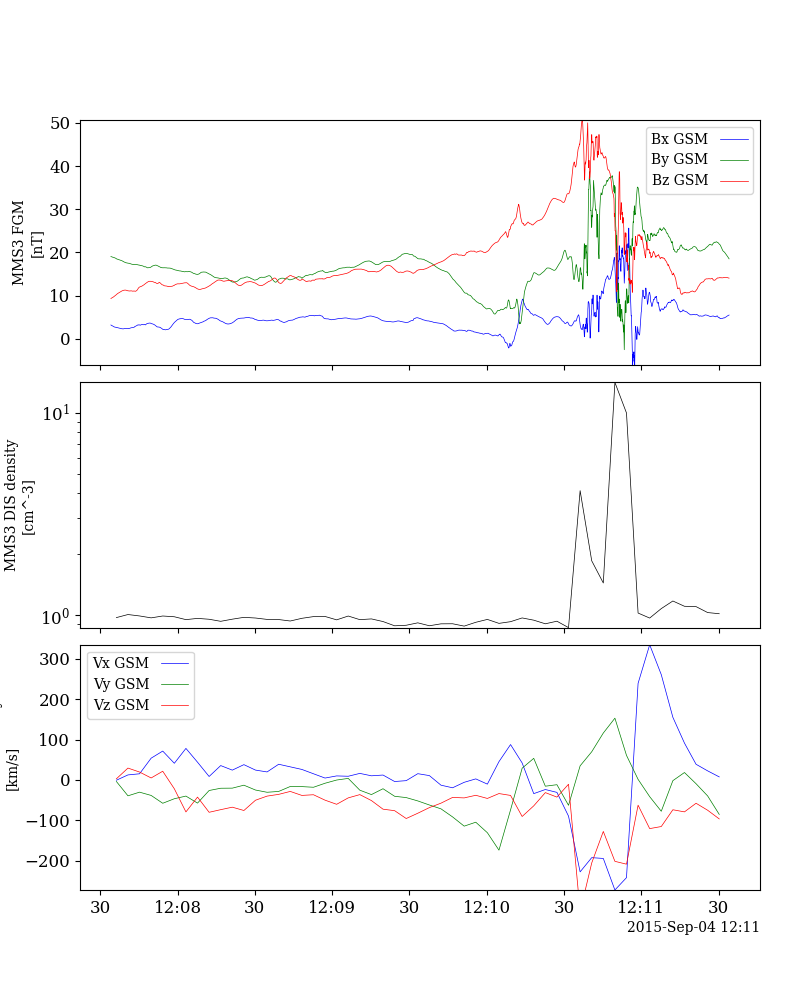 50
40
30
20
10
0
MMS3 FGM
[nT]
Bx GSM
By GSM
Bz GSM
10^1
10^0
MMS3 DIS density
[cm^-3]
300
200
100
0
−100
−200
[km/s]
Vx GSM
Vy GSM
Vz GSM
30 12:08 30 12:09 30 12:10 30 12:11 30
2015-Sep-04 12:11